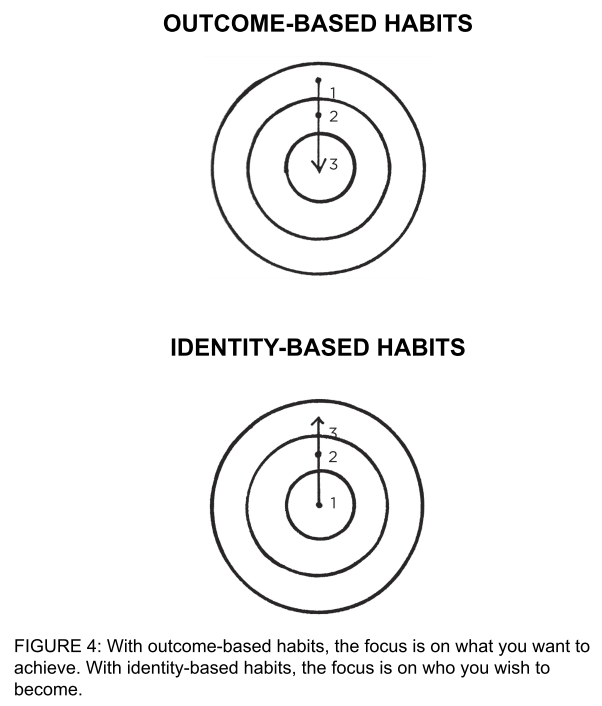 OUTCOME-BASED HABITS
1
2
3
IDENTITY-BASED HABITS
3
2
1
FIGURE 4: With outcome-based habits, the focus is on what you want to
achieve. With identity-based habits, the focus is on who you wish to
become.